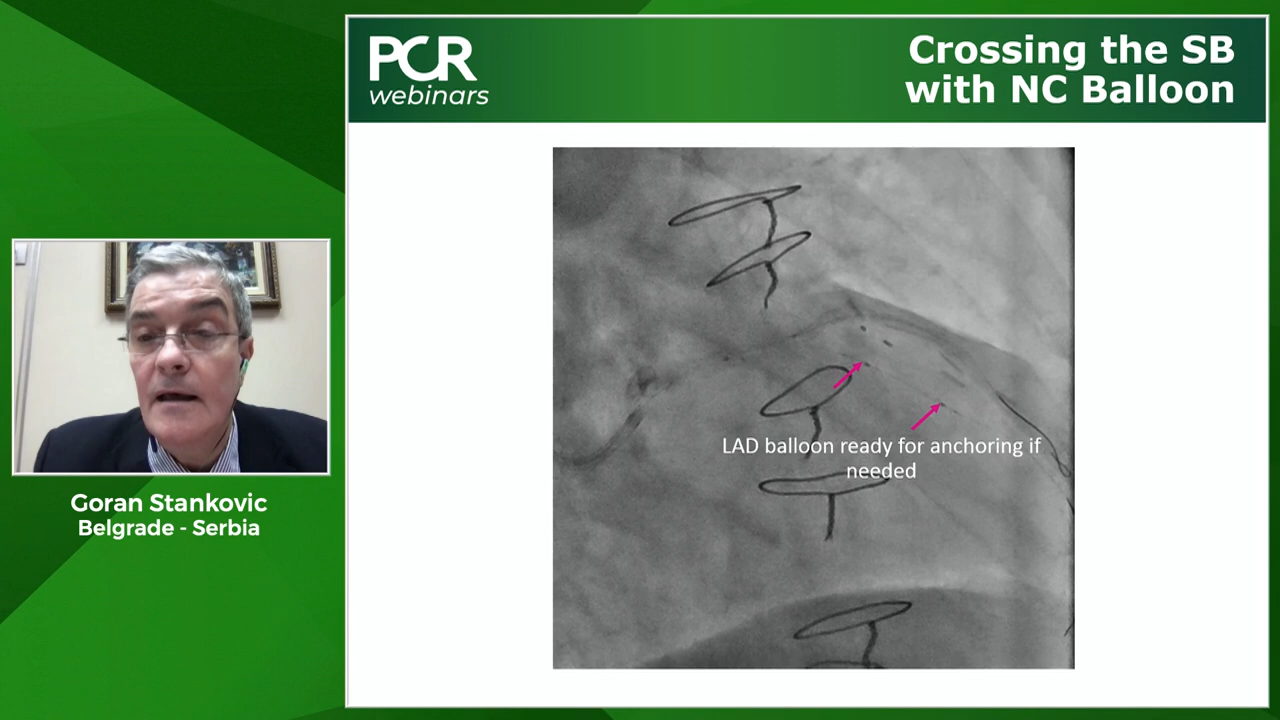 PCR
webinars
Crossing the SB
with NC Balloon
LAD balloon ready for anchoring if
needed
Goran Stankovic
Belgrade - Serbia